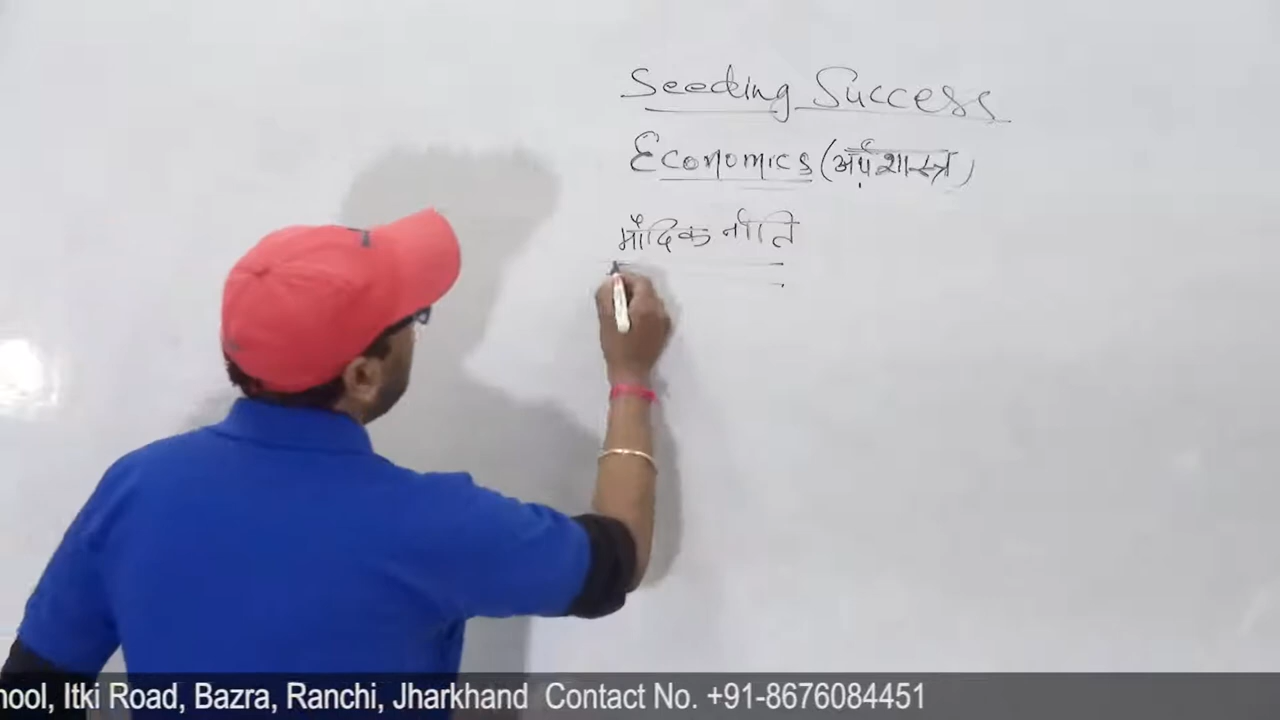 Seeding Success
Economics (अर्थशास्त्र)
मौद्रिक नीति
hool, Itki Road, Bazra, Ranchi, Jharkhand Contact No. +91-8676084451